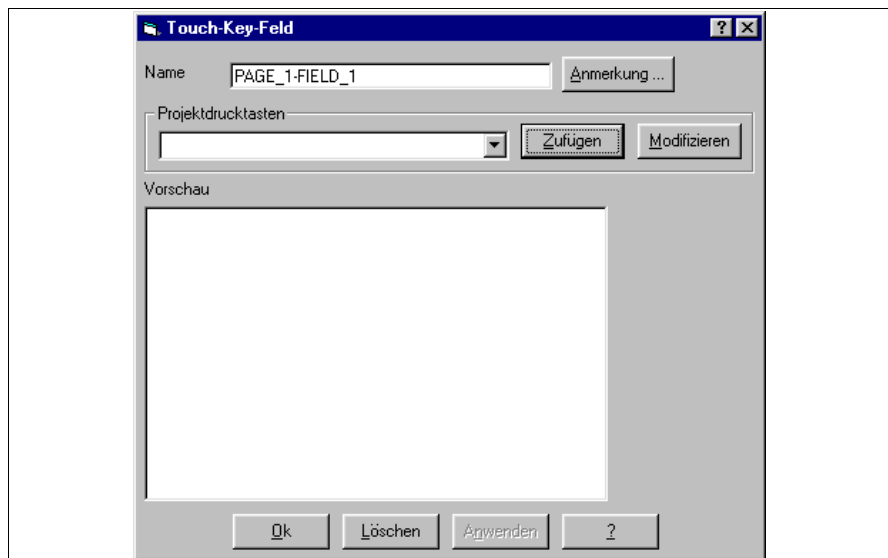 Touch-Key-Feld
Name PAGE_1-FIELD_1 Anmerkung ...
Projektdrucktasten
Zufügen Modifizieren
Vorschau
Ok Löschen Anwenden ?